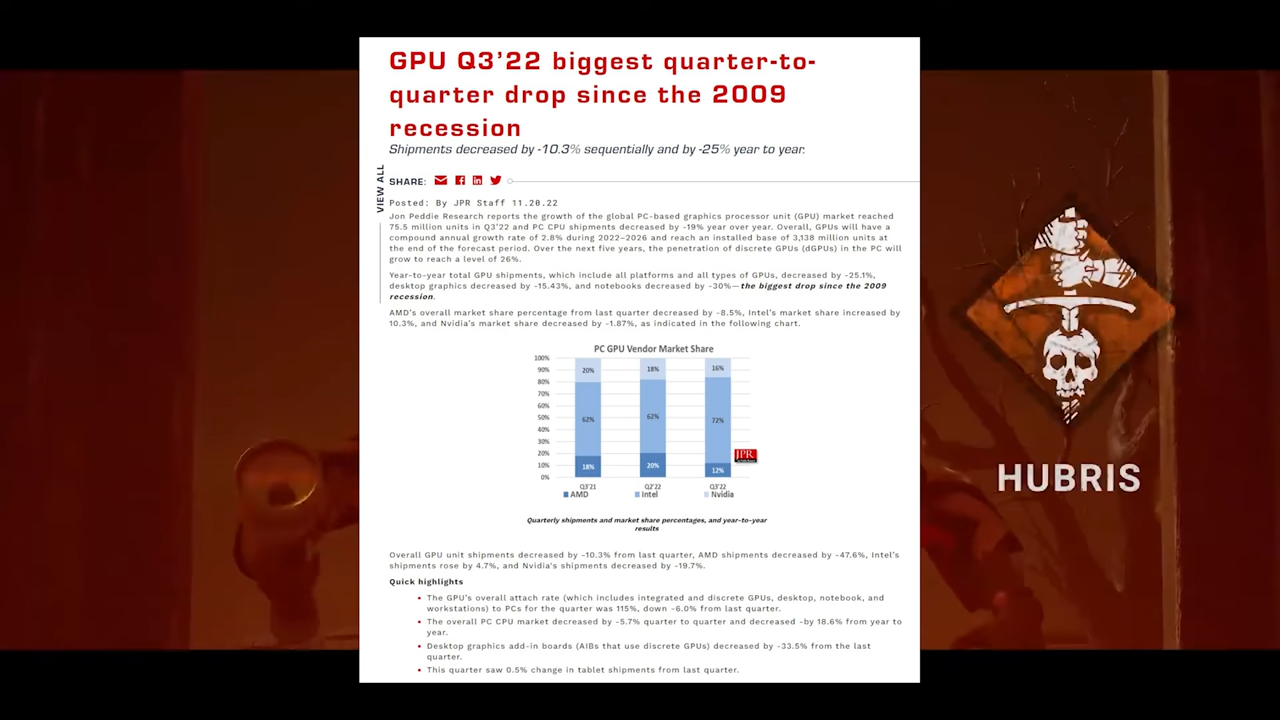 GPU Q3’22 biggest quarter-to-
quarter drop since the 2009
recession
Shipments decreased by -10.3% sequentially and by -25% year to year.
VIEW ALL
SHARE:
Posted: By JPR Staff 11.20.22
Jon Peddie Research reports the growth of the global PC-based graphics processor unit (GPU) market reached
75.5 million units in Q3'22 and PC CPU shipments decreased by -19% year over year. Overall, GPUs will have a
compound annual growth rate of 2.8% during 2022–2026 and reach an installed base of 3,138 million units at
the end of the forecast period. Over the next five years, the penetration of discrete GPUs (dGPUs) in the PC will
grow to reach a level of 26%.
Year-to-year total GPU shipments, which include all platforms and all types of GPUs, decreased by -25.1%,
desktop graphics decreased by -15.43%, and notebooks decreased by -30%—the biggest drop since the 2009
recession.
AMD's overall market share percentage from last quarter decreased by -8.5%, Intel's market share increased by
10.3%, and Nvidia's market share decreased by -1.87%, as indicated in the following chart.
PC GPU Vendor Market Share
100%
90%
80%
70%
60%
50%
40%
30%
20%
10%
0%
20%
18%
16%
62%
62%
72%
18%
20%
12%
JPR
Q3'21
Q2'22
Q3'22
AMD
Intel
Nvidia
Quarterly shipments and market share percentages, and year-to-year
results
Overall GPU unit shipments decreased by -10.3% from last quarter, AMD shipments decreased by -47.6%, Intel's
shipments rose by 4.7%, and Nvidia's shipments decreased by -19.7%.
Quick highlights
• The GPU's overall attach rate (which includes integrated and discrete GPUs, desktop, notebook, and
workstations) to PCs for the quarter was 115%, down -6.0% from last quarter.
• The overall PC CPU market decreased by -5.7% quarter to quarter and decreased -by 18.6% from year to
year.
• Desktop graphics add-in boards (AIBs that use discrete GPUs) decreased by -33.5% from the last
quarter.
• This quarter saw 0.5% change in tablet shipments from last quarter.
HUBRIS